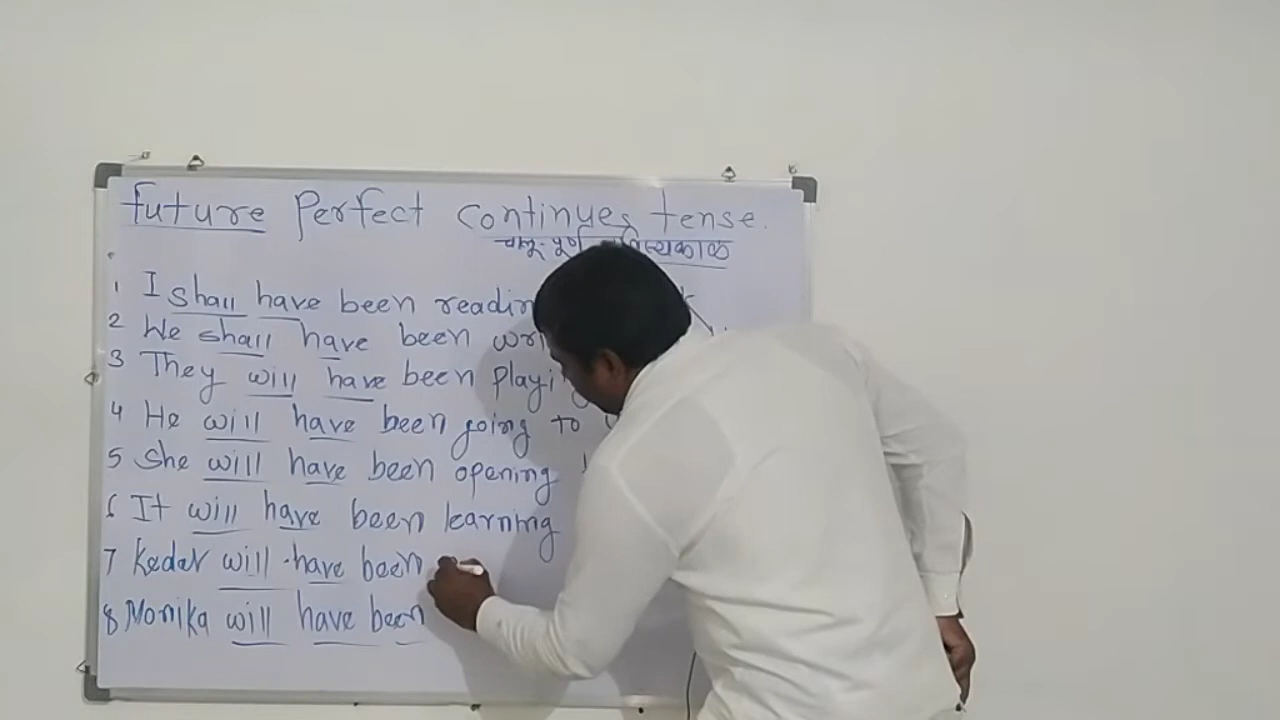 Future Perfect Continues tense.
चालू पूर्ण भविष्यकाळ
1 I shall have been readin
2 We shall have been wri
3 They will have been Playi
4 He will have been going to
5 She will have been opening
6 It will have been learning
7 Kedar will have been
8 Monika will have been